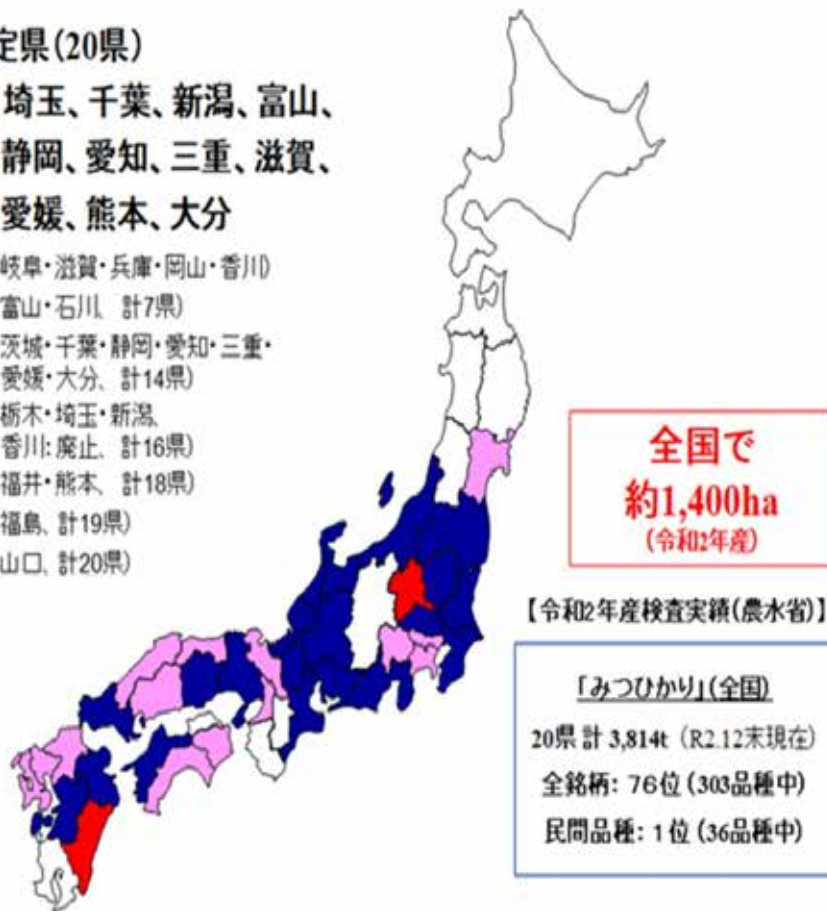 定県(20県)
埼玉、千葉、新潟、富山、
静岡、愛知、三重、滋賀、
愛媛、熊本、大分
岐阜・滋賀・兵庫・岡山・香川)
富山・石川、計7県)
茨城・千葉・静岡・愛知・三重・
愛媛・大分、計14県)
栃木・埼玉・新潟、
香川:廃止、計16県)
福井・熊本、計18県)
福島、計19県)
山口、計20県)
全国で
約1,400ha
(令和2年産)
【令和2年産検査実績(農水省)】
「みつひかり」(全国)
20県 計 3,814t (R2.12末現在)
全銘柄: 76位 (303品種中)
民間品種: 1位 (36品種中)